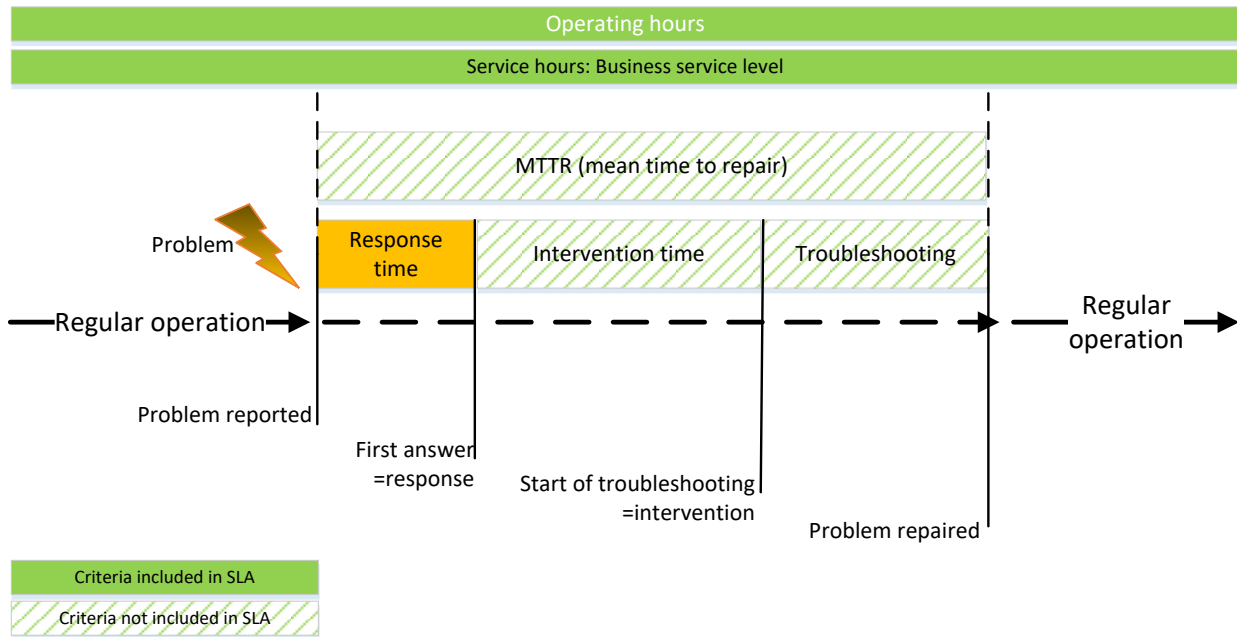 Operating hours
Service hours: Business service level
MTTR (mean time to repair)
Problem
Response
time
Intervention time
Troubleshooting
Regular operation
Regular
operation
Problem reported
First answer
=response
Start of troubleshooting
=intervention
Problem repaired
Criteria included in SLA
Criteria not included in SLA